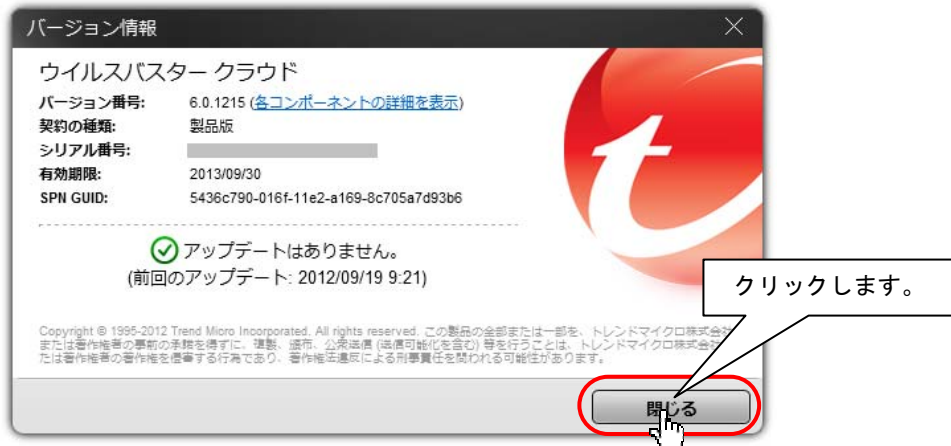 バージョン情報
ウイルスバスター クラウド
バージョン番号: 6.0.1215 (各コンポーネントの詳細を表示)
契約の種類: 製品版
シリアル番号:
有効期限: 2013/09/30
SPN GUID: 5436c790-016f-11e2-a169-8c705a7d93b6
アップデートはありません。
(前回のアップデート: 2012/09/19 9:21)
クリックします。
Copyright © 1995-2012 Trend Micro Incorporated. All rights reserved. この製品の全部または一部を、トレンドマイクロ株式会社
または著作権者の事前の承諾を得ずに、複製、頒布、公衆送信 (送信可能化を含む) 等を行うことは、トレンドマイクロ株式会社
たは著作権者の著作権を侵害する行為であり、著作権法違反による刑事責任を問われる可能性があります。
閉じる